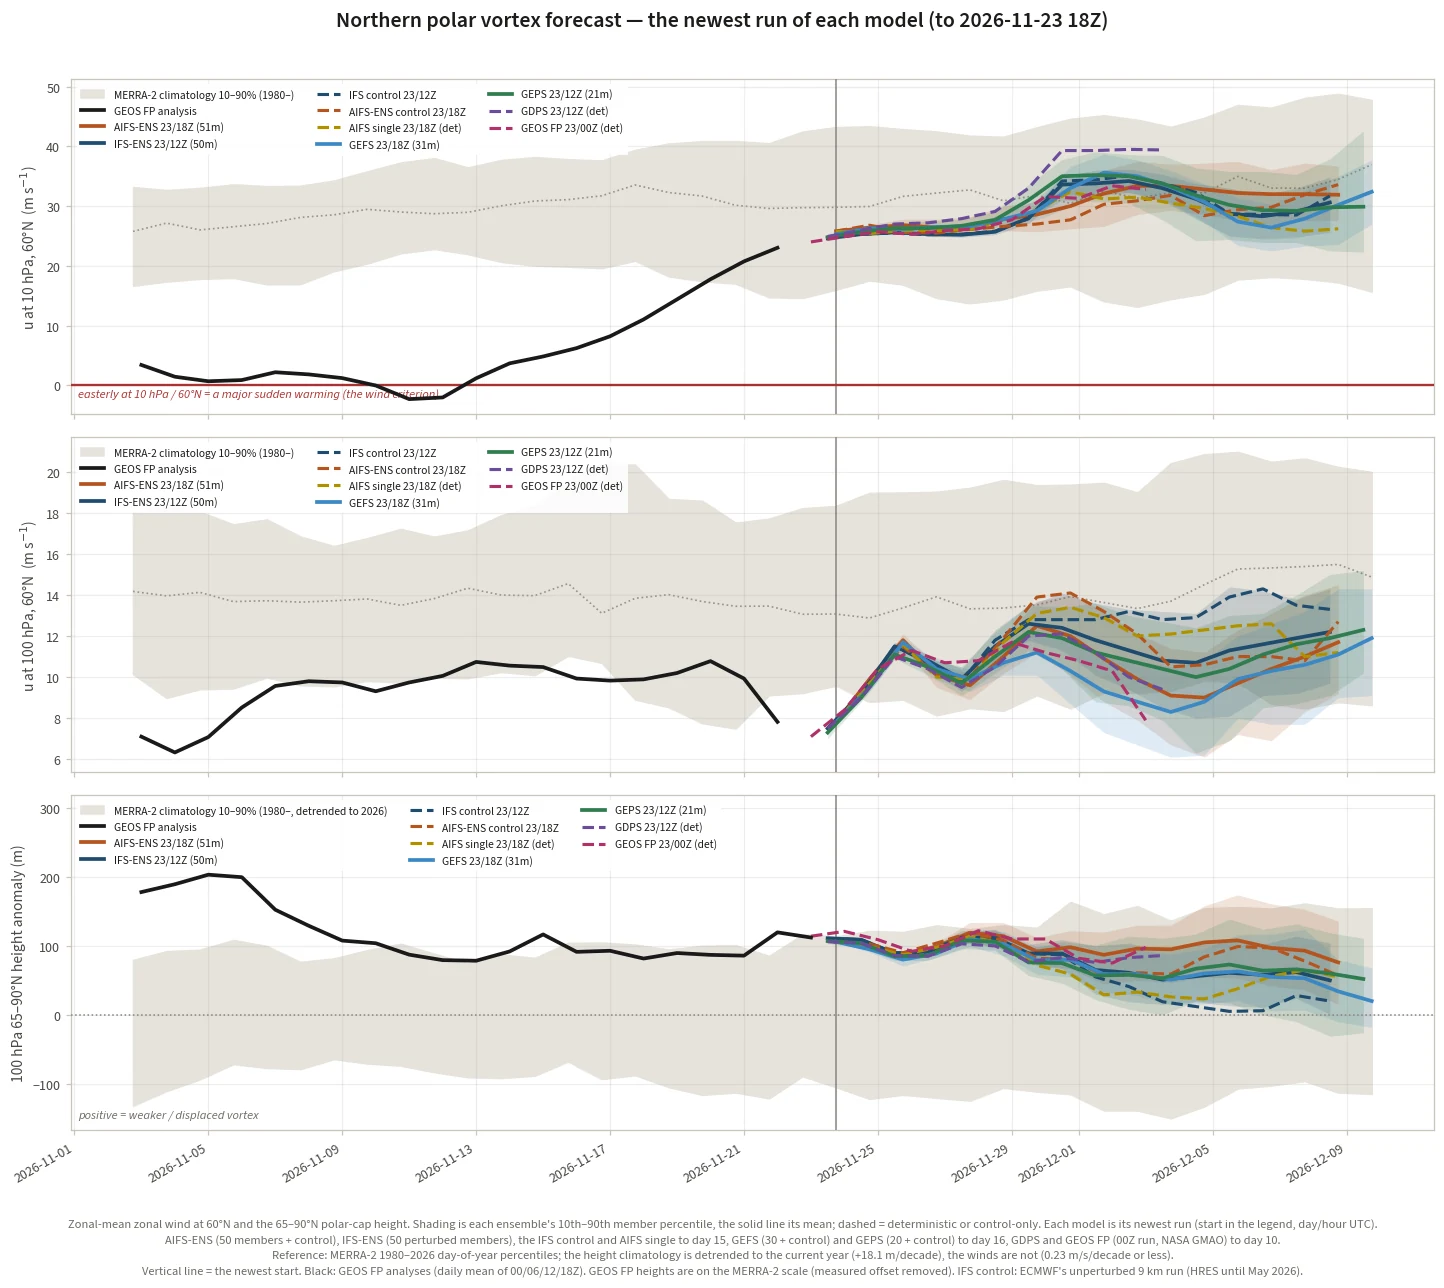 Northern polar vortex forecast — the newest run of each model (to 2026-11-23 18Z)
MERRA-2 climatology 10–90% (1980–)
GEOS FP analysis
AIFS-ENS 23/18Z (51m)
IFS-ENS 23/12Z (50m)
IFS control 23/12Z
AIFS-ENS control 23/18Z
AIFS single 23/18Z (det)
GEFS 23/18Z (31m)
GEPS 23/12Z (21m)
GDPS 23/12Z (det)
GEOS FP 23/00Z (det)
u at 10 hPa, 60°N (m s⁻¹)
50
40
30
20
10
0
easterly at 10 hPa / 60°N = a major sudden warming (the wind criterion)
MERRA-2 climatology 10–90% (1980–)
GEOS FP analysis
AIFS-ENS 23/18Z (51m)
IFS-ENS 23/12Z (50m)
IFS control 23/12Z
AIFS-ENS control 23/18Z
AIFS single 23/18Z (det)
GEFS 23/18Z (31m)
GEPS 23/12Z (21m)
GDPS 23/12Z (det)
GEOS FP 23/00Z (det)
u at 100 hPa, 60°N (m s⁻¹)
20
18
16
14
12
10
8
6
MERRA-2 climatology 10–90% (1980–, detrended to 2026)
GEOS FP analysis
AIFS-ENS 23/18Z (51m)
IFS-ENS 23/12Z (50m)
IFS control 23/12Z
AIFS-ENS control 23/18Z
AIFS single 23/18Z (det)
GEFS 23/18Z (31m)
GEPS 23/12Z (21m)
GDPS 23/12Z (det)
GEOS FP 23/00Z (det)
100 hPa 65–90°N height anomaly (m)
300
200
100
0
−100
positive = weaker / displaced vortex
2026-11-01
2026-11-05
2026-11-09
2026-11-13
2026-11-17
2026-11-21
2026-11-25
2026-11-29
2026-12-01
2026-12-05
2026-12-09
Zonal-mean zonal wind at 60°N and the 65–90°N polar-cap height. Shading is each ensemble's 10th–90th member percentile, the solid line its mean; dashed = deterministic or control-only. Each model is its newest run (start in the legend, day/hour UTC).
AIFS-ENS (50 members + control), IFS-ENS (50 perturbed members), the IFS control and AIFS single to day 15, GEFS (30 + control) and GEPS (20 + control) to day 16, GDPS and GEOS FP (00Z run, NASA GMAO) to day 10.
Reference: MERRA-2 1980–2026 day-of-year percentiles; the height climatology is detrended to the current year (+18.1 m/decade), the winds are not (0.23 m/s/decade or less).
Vertical line = the newest start. Black: GEOS FP analyses (daily mean of 00/06/12/18Z). GEOS FP heights are on the MERRA-2 scale (measured offset removed). IFS control: ECMWF's unperturbed 9 km run (HRES until May 2026).